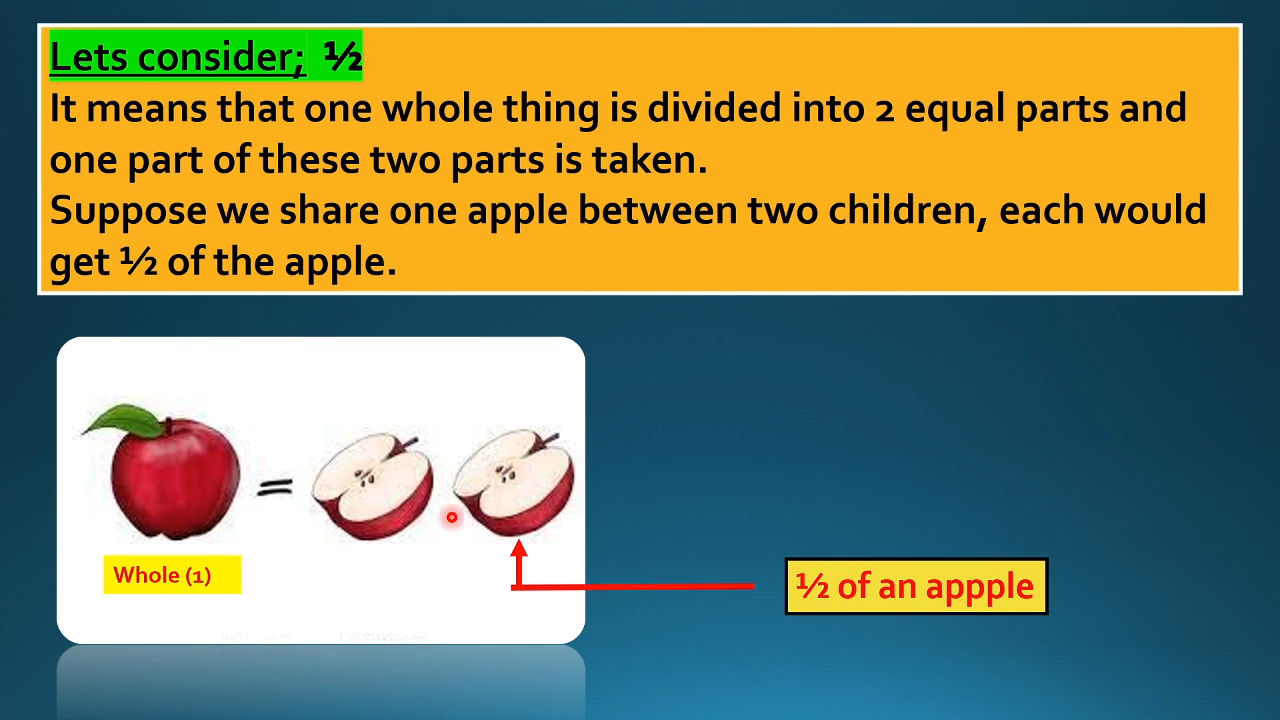 Lets consider; ½
It means that one whole thing is divided into 2 equal parts and
one part of these two parts is taken.
Suppose we share one apple between two children, each would
get ½ of the apple.
=
Whole (1)
½ of an appple